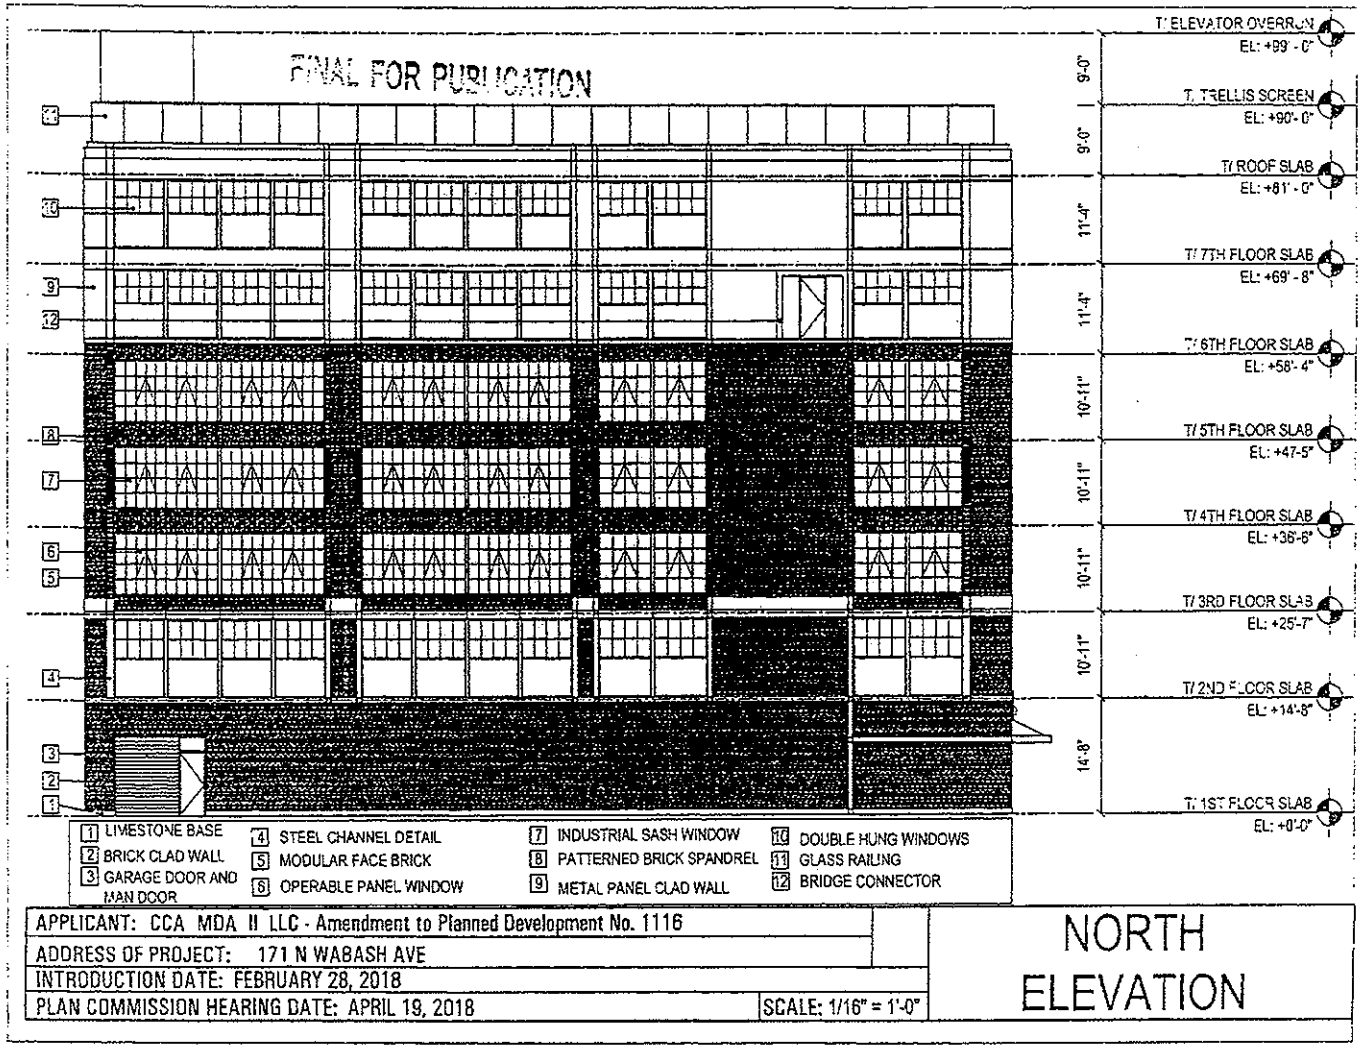 T/ ELEVATOR OVERRUN
EL: +99' - 0"
FINAL FOR PUBLICATION
9'-0"
T. TRELLIS SCREEN
EL: +90'- 0"
11
9'-0"
T/ ROOF SLAB
EL: +81' - 0"
10
11'-4"
T/ 7TH FLOOR SLAB
EL: +69' - 8"
9
12
11'-4"
T/ 6TH FLOOR SLAB
EL: +58'- 4"
10'-11"
8
T/ 5TH FLOOR SLAB
EL: +47'-5"
7
10'-11"
T/ 4TH FLOOR SLAB
EL: +36'-6"
6
5
10'-11"
T/ 3RD FLOOR SLAB
EL: +25'-7"
4
10'-11"
T/ 2ND FLOOR SLAB
EL: +14'-8"
3
2
1
14'-8"
T. 1ST FLOOR SLAB
EL: +0'-0"
1 LIMESTONE BASE
2 BRICK CLAD WALL
3 GARAGE DOOR AND
MAN DOOR
4 STEEL CHANNEL DETAIL
5 MODULAR FACE BRICK
6 OPERABLE PANEL WINDOW
7 INDUSTRIAL SASH WINDOW
8 PATTERNED BRICK SPANDREL
9 METAL PANEL CLAD WALL
10 DOUBLE HUNG WINDOWS
11 GLASS RAILING
12 BRIDGE CONNECTOR
APPLICANT: CCA MDA II LLC - Amendment to Planned Development No. 1116
ADDRESS OF PROJECT: 171 N WABASH AVE
INTRODUCTION DATE: FEBRUARY 28, 2018
PLAN COMMISSION HEARING DATE: APRIL 19, 2018
SCALE: 1/16" = 1'-0"
NORTH
ELEVATION